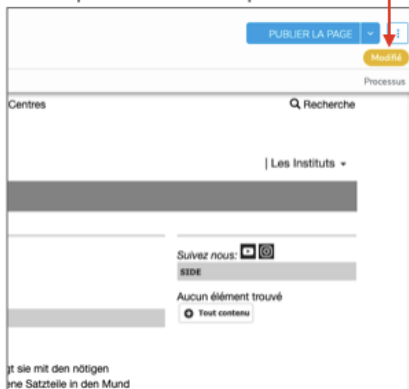 PUBLIER LA PAGE
Modifié
Processus
Centres
Recherche
| Les Instituts
Suivez nous:
SIDE
Aucun élément trouvé
Tout contenu
gt sie mit den nötigen
ene Satzteile in den Mund